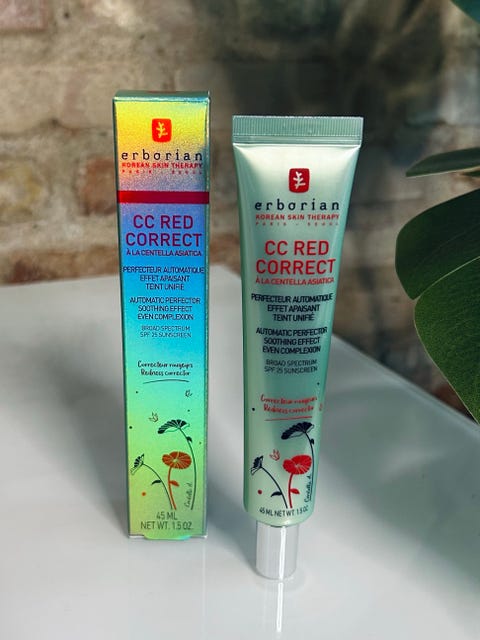 erborian
KOREAN SKIN THERAPY
PARIS - SEOUL
CC RED
CORRECT
À LA CENTELLA ASIATICA
PERFECTEUR AUTOMATIQUE
EFFET APAISANT
TEINT UNIFIÉ
AUTOMATIC PERFECTOR
SOOTHING EFFECT
EVEN COMPLEXION
BROAD SPECTRUM
SPF 25 SUNSCREEN
Correcteur rougeurs
Redness corrector
Centella a.
45 ML
NET WT. 1.5 OZ.
erborian
KOREAN SKIN THERAPY
PARIS - SEOUL
CC RED
CORRECT
À LA CENTELLA ASIATICA
PERFECTEUR AUTOMATIQUE
EFFET APAISANT
TEINT UNIFIÉ
AUTOMATIC PERFECTOR
SOOTHING EFFECT
EVEN COMPLEXION
BROAD SPECTRUM
SPF 25 SUNSCREEN
Correcteur rougeurs
Redness corrector
Centella a.
45 ML NET WT. 1.5 OZ